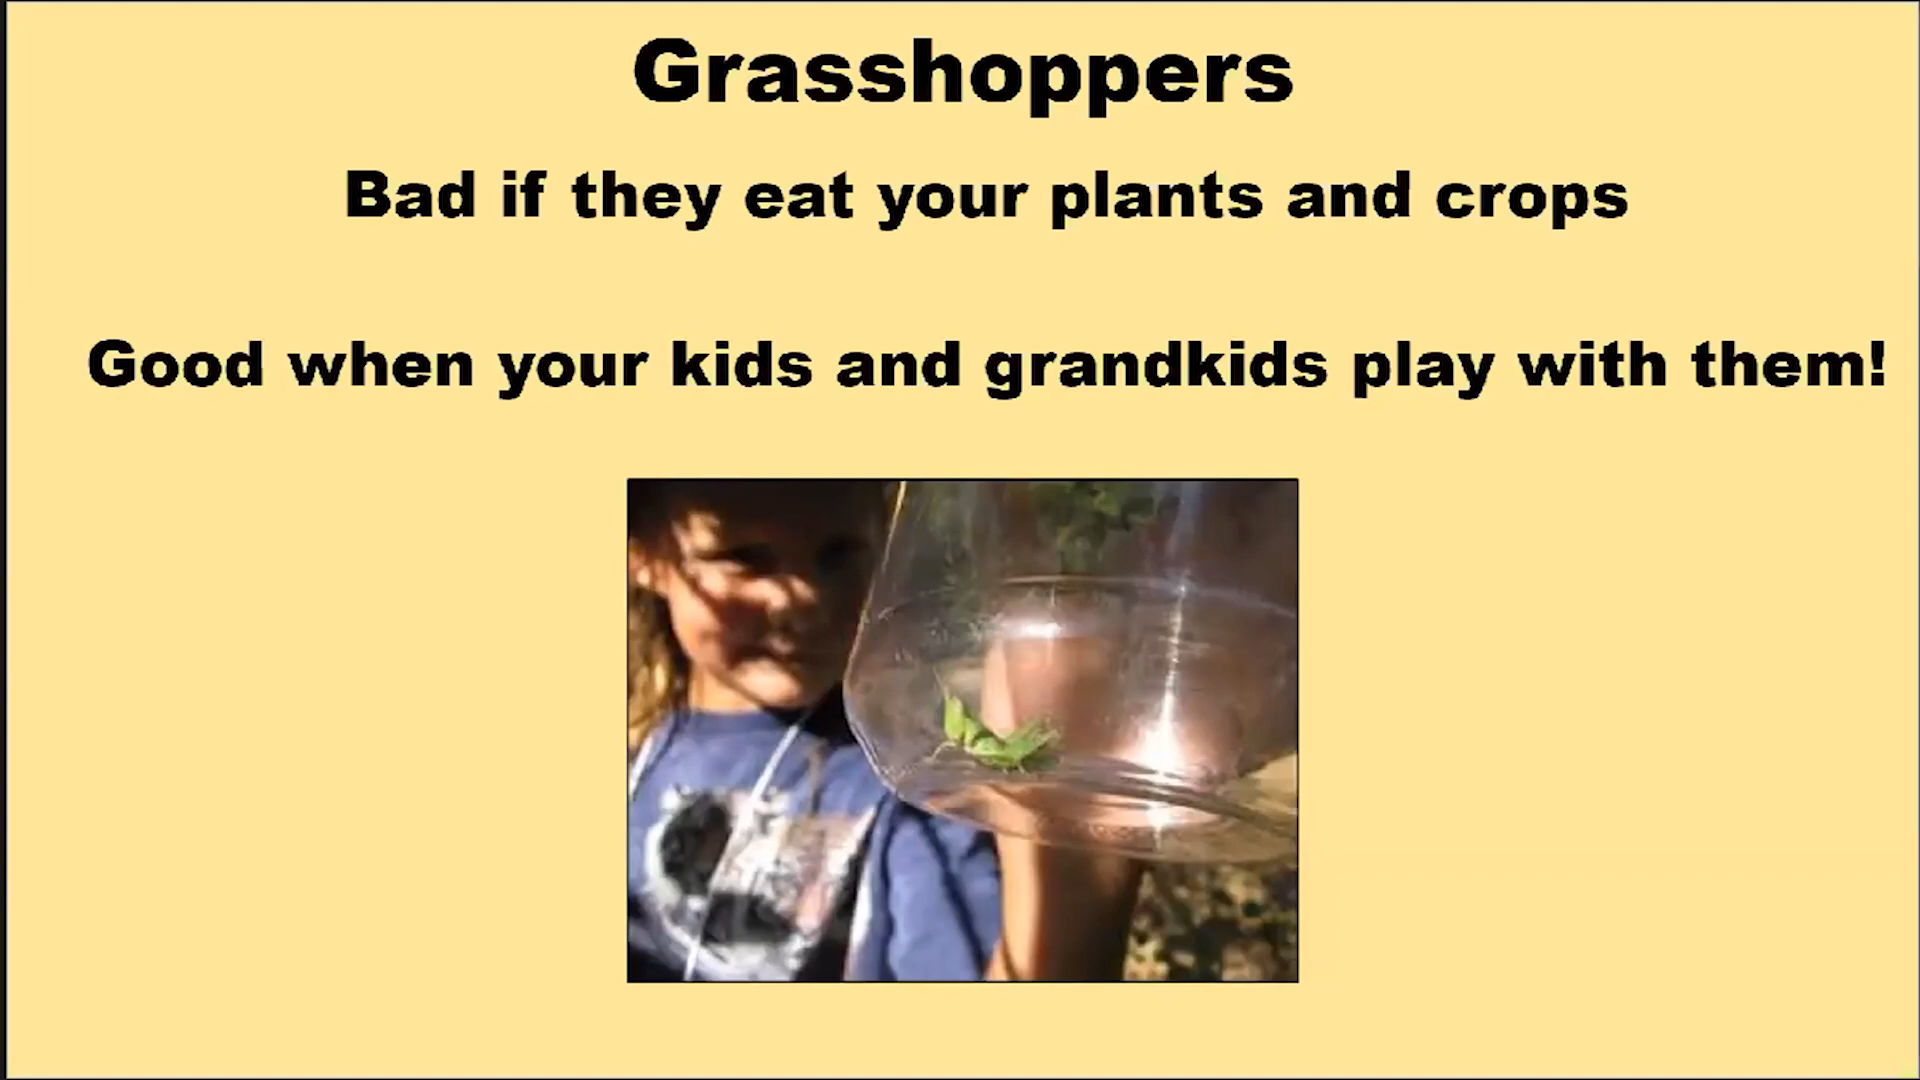 Grasshoppers
Bad if they eat your plants and crops
Good when your kids and grandkids play with them!